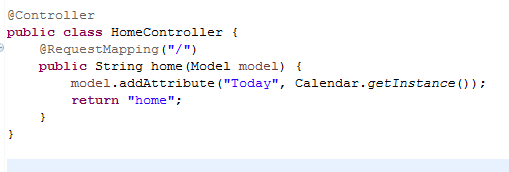 @Controller
public class HomeController {
    @RequestMapping("/")
    public String home(Model model) {
        model.addAttribute("Today", Calendar.getInstance());
        return "home";
    }
}